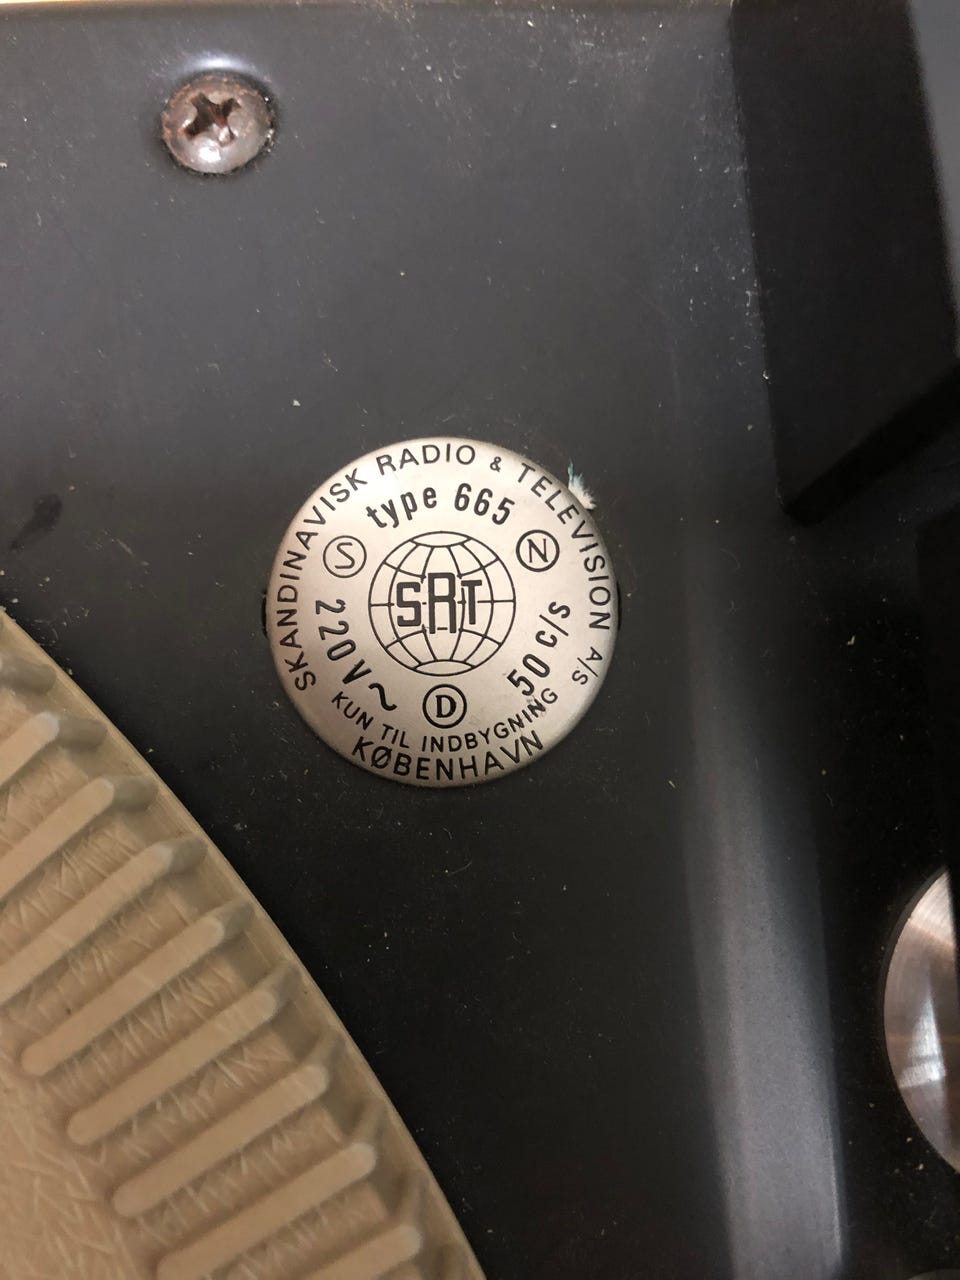 SKANDINAVISK RADIO & TELEVISION A/S
type 665
S
N
SRT
220V~
50 c/s
D
KUN TIL INDBYGNING
KØBENHAVN